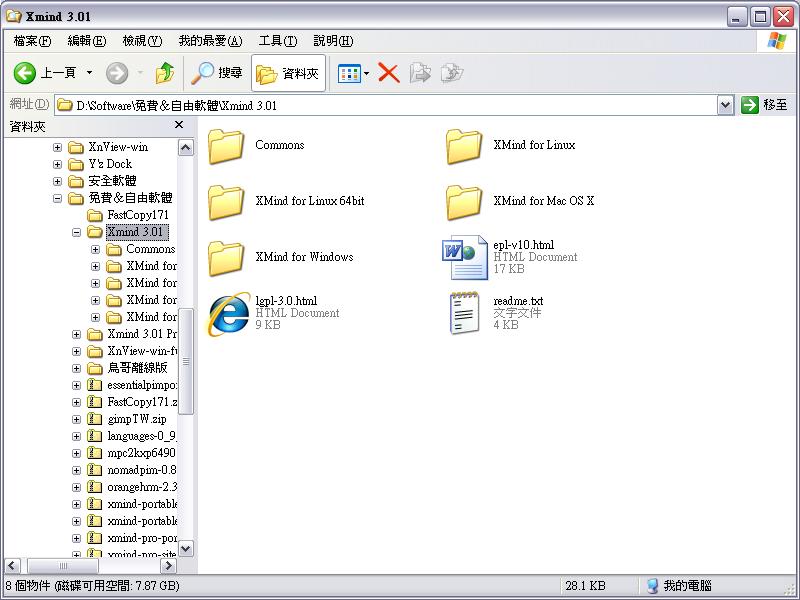 Xmind 3.01
檔案(F) 編輯(E) 檢視(V) 我的最愛(A) 工具(T) 說明(H)
上一頁 搜尋 資料夾
網址(D) D:\Software\免費&自由軟體\Xmind 3.01 移至
資料夾
XnView-win
Y'z Dock
安全軟體
免費&自由軟體
FastCopy171
Xmind 3.01
Commons
XMind for
XMind for
XMind for
XMind for
Xmind 3.01 Pr
XnView-win-fu
鳥哥離線版
essentialpimpo
FastCopy171.z
gimpTW.zip
languages-0_9_
mpc2kxp6490
nomadpim-0.8
orangehrm-2.3
xmind-portable
xmind-portable
xmind-pro-por
xmind-pro-site
Commons
XMind for Linux
XMind for Linux 64bit
XMind for Mac OS X
XMind for Windows
epl-v10.html
HTML Document
17 KB
lgpl-3.0.html
HTML Document
9 KB
readme.txt
文字文件
4 KB
8 個物件 (磁碟可用空間: 7.87 GB) 28.1 KB 我的電腦